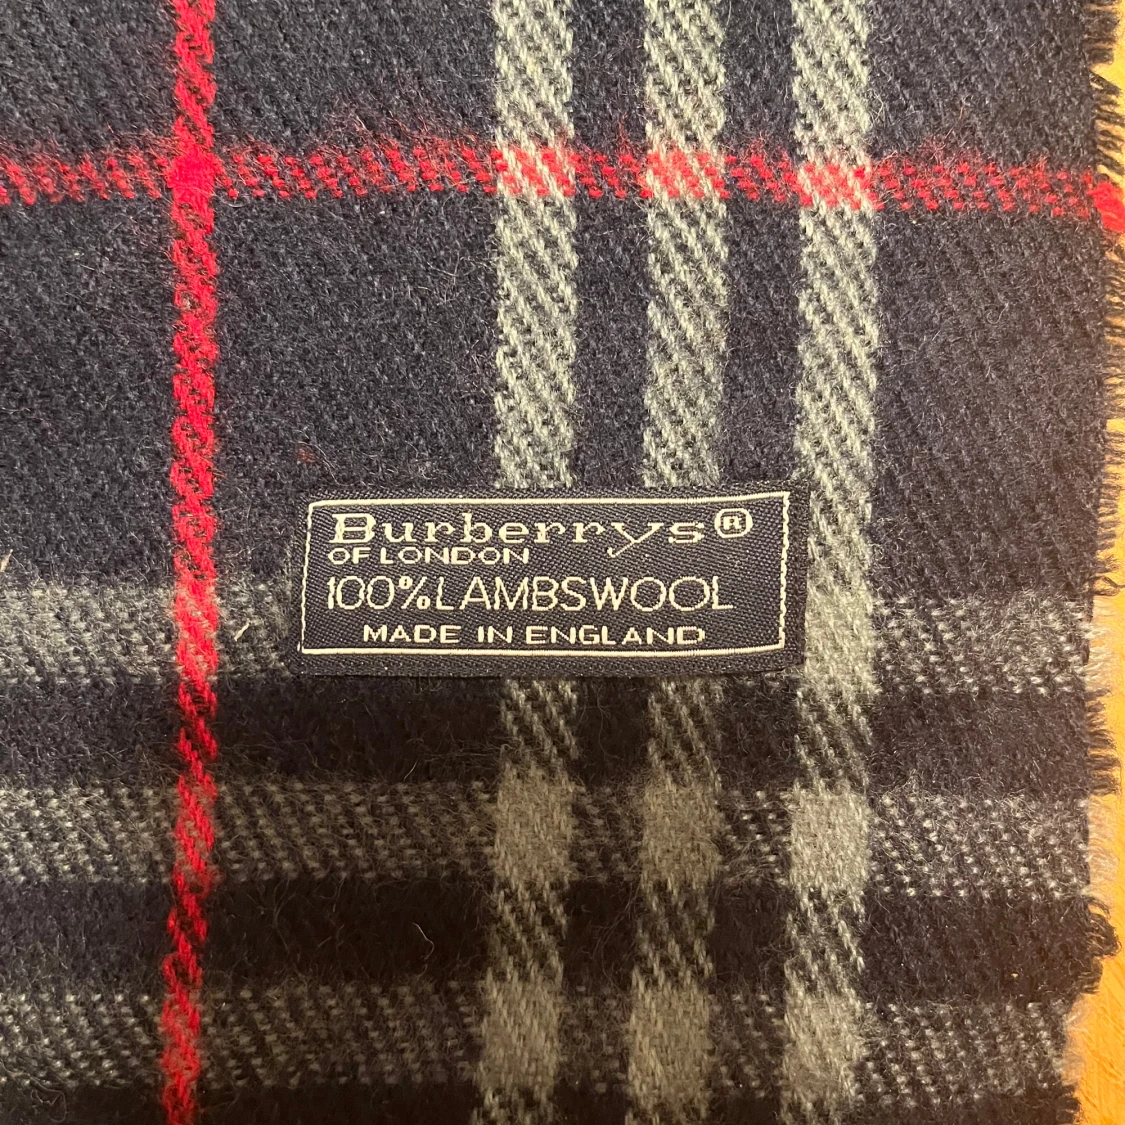 Burberrys®
OF LONDON
100% LAMBSWOOL
MADE IN ENGLAND